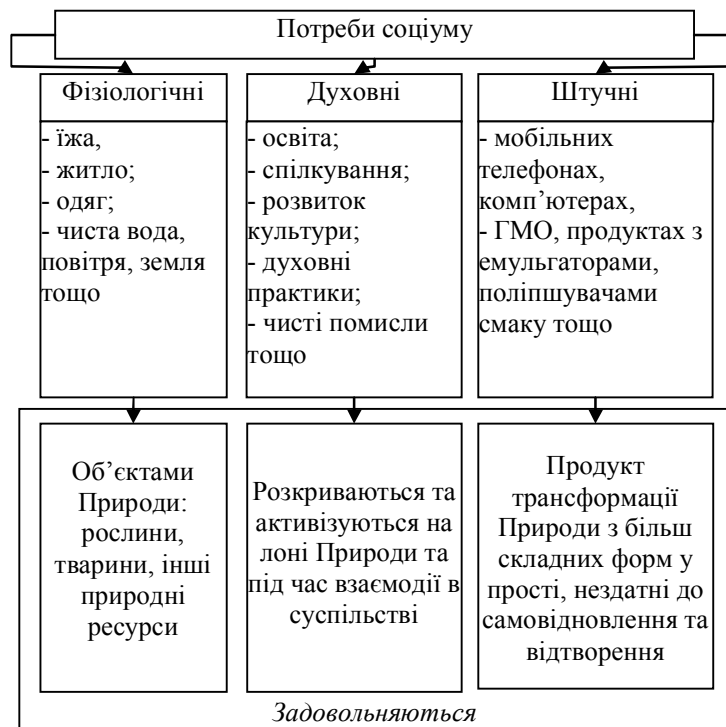 Потреби соціуму
Фізіологічні
- їжа,
- житло;
- одяг;
- чиста вода,
повітря, земля
тощо
Духовні
- освіта;
- спілкування;
- розвиток
культури;
- духовні
практики;
- чисті помисли
тощо
Штучні
- мобільних
телефонах,
комп’ютерах,
- ГМО, продуктах з
емульгаторами,
поліпшувачами
смаку тощо
Об’єктами
Природи:
рослини,
тварини, інші
природні
ресурси
Розкриваються та
активізуються на
лоні Природи та
під час взаємодії в
суспільстві
Продукт
трансформації
Природи з більш
складних форм у
прості, нездатні до
самовідновлення та
відтворення
Задовольняються